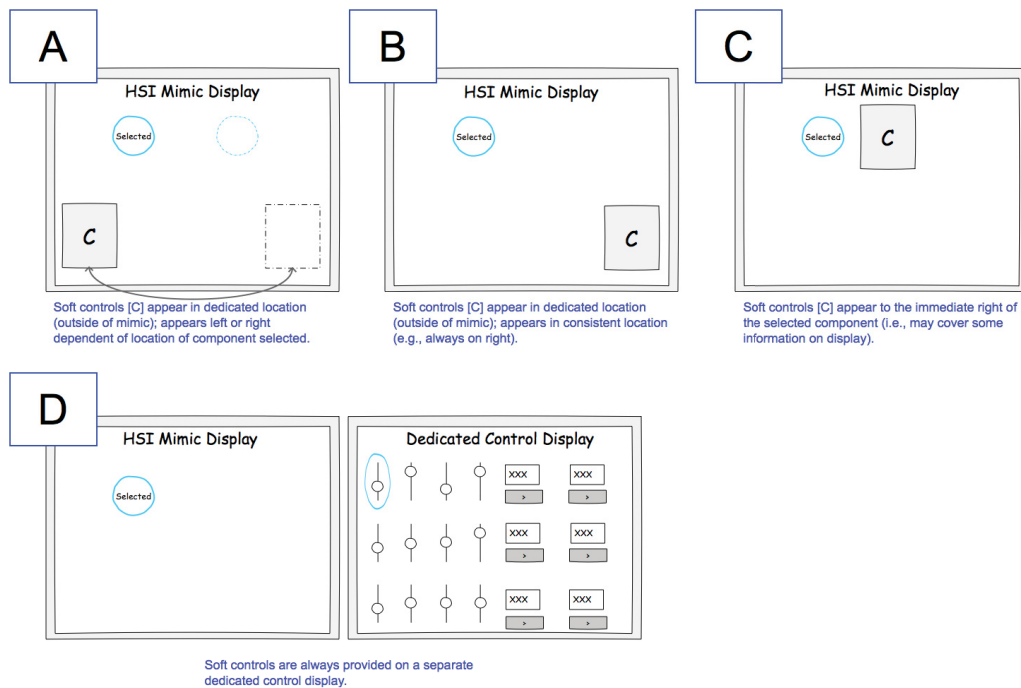 A
B
C
HSI Mimic Display
HSI Mimic Display
HSI Mimic Display
Selected
Selected
Selected
C
C
C
Soft controls [C] appear in dedicated location
(outside of mimic); appears left or right
dependent of location of component selected.
Soft controls [C] appear in dedicated location
(outside of mimic); appears in consistent location
(e.g., always on right).
Soft controls [C] appear to the immediate right of
the selected component (i.e., may cover some
information on display).
D
HSI Mimic Display
Dedicated Control Display
Selected
XXX
XXX
>
>
XXX
XXX
>
>
XXX
XXX
>
>
Soft controls are always provided on a separate
dedicated control display.